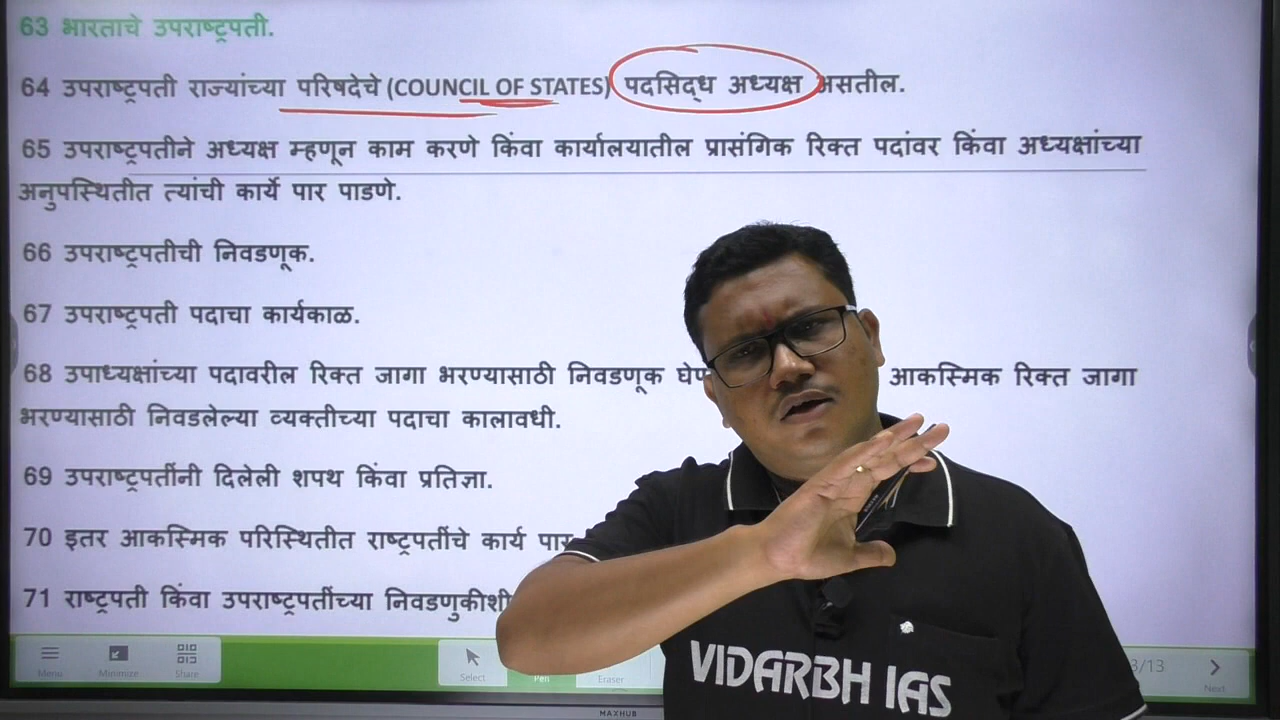 63 भारताचे उपराष्ट्रपती.
64 उपराष्ट्रपती राज्यांच्या परिषदेचे (COUNCIL OF STATES) पदसिद्ध अध्यक्ष असतील.
65 उपराष्ट्रपतीने अध्यक्ष म्हणून काम करणे किंवा कार्यालयातील प्रासंगिक रिक्त पदांवर किंवा अध्यक्षांच्या
अनुपस्थितीत त्यांची कार्ये पार पाडणे.
66 उपराष्ट्रपतीची निवडणूक.
67 उपराष्ट्रपती पदाचा कार्यकाळ.
68 उपाध्यक्षांच्या पदावरील रिक्त जागा भरण्यासाठी निवडणूक आकस्मिक रिक्त जागा
भरण्यासाठी निवडलेल्या व्यक्तीच्या पदाचा कालावधी.
69 उपराष्ट्रपतींनी दिलेली शपथ किंवा प्रतिज्ञा.
70 इतर आकस्मिक परिस्थितीत राष्ट्रपतींचे कार्य पार
71 राष्ट्रपती किंवा उपराष्ट्रपतींच्या
Menu Minimize Share Select Pen Eraser 3/13 Next
MAXHUB
VIDARBH IAS